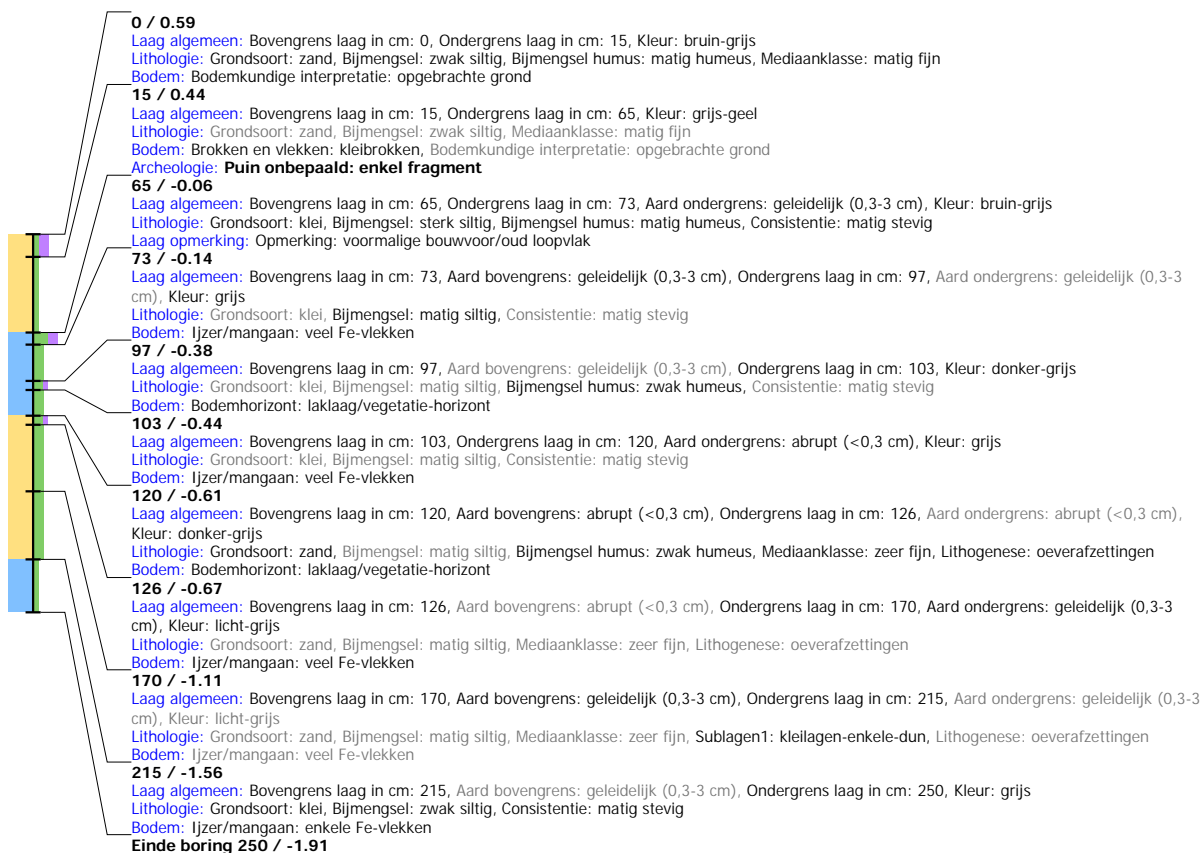 0 / 0.59
Laag algemeen: Bovengrens laag in cm: 0, Ondergrens laag in cm: 15, Kleur: bruin-grijs
Lithologie: Grondsoort: zand, Bijmengsel: zwak siltig, Bijmengsel humus: matig humeus, Mediaanklasse: matig fijn
Bodem: Bodemkundige interpretatie: opgebrachte grond
15 / 0.44
Laag algemeen: Bovengrens laag in cm: 15, Ondergrens laag in cm: 65, Kleur: grijs-geel
Lithologie: Grondsoort: zand, Bijmengsel: zwak siltig, Mediaanklasse: matig fijn
Bodem: Brokken en vlekken: kleibrokken, Bodemkundige interpretatie: opgebrachte grond
Archeologie: Puin onbepaald: enkel fragment
65 / -0.06
Laag algemeen: Bovengrens laag in cm: 65, Ondergrens laag in cm: 73, Aard ondergrens: geleidelijk (0,3-3 cm), Kleur: bruin-grijs
Lithologie: Grondsoort: klei, Bijmengsel: sterk siltig, Bijmengsel humus: matig humeus, Consistentie: matig stevig
Laag opmerking: Opmerking: voormalige bouwvoor/oud loopvlak
73 / -0.14
Laag algemeen: Bovengrens laag in cm: 73, Aard bovengrens: geleidelijk (0,3-3 cm), Ondergrens laag in cm: 97, Aard ondergrens: geleidelijk (0,3-3
cm), Kleur: grijs
Lithologie: Grondsoort: klei, Bijmengsel: matig siltig, Consistentie: matig stevig
Bodem: Ijzer/mangaan: veel Fe-vlekken
97 / -0.38
Laag algemeen: Bovengrens laag in cm: 97, Aard bovengrens: geleidelijk (0,3-3 cm), Ondergrens laag in cm: 103, Kleur: donker-grijs
Lithologie: Grondsoort: klei, Bijmengsel: matig siltig, Bijmengsel humus: zwak humeus, Consistentie: matig stevig
Bodem: Bodemhorizont: laklaag/vegetatie-horizont
103 / -0.44
Laag algemeen: Bovengrens laag in cm: 103, Ondergrens laag in cm: 120, Aard ondergrens: abrupt (<0,3 cm), Kleur: grijs
Lithologie: Grondsoort: klei, Bijmengsel: matig siltig, Consistentie: matig stevig
Bodem: Ijzer/mangaan: veel Fe-vlekken
120 / -0.61
Laag algemeen: Bovengrens laag in cm: 120, Aard bovengrens: abrupt (<0,3 cm), Ondergrens laag in cm: 126, Aard ondergrens: abrupt (<0,3 cm),
Kleur: donker-grijs
Lithologie: Grondsoort: zand, Bijmengsel: matig siltig, Bijmengsel humus: zwak humeus, Mediaanklasse: zeer fijn, Lithogenese: oeverafzettingen
Bodem: Bodemhorizont: laklaag/vegetatie-horizont
126 / -0.67
Laag algemeen: Bovengrens laag in cm: 126, Aard bovengrens: abrupt (<0,3 cm), Ondergrens laag in cm: 170, Aard ondergrens: geleidelijk (0,3-3
cm), Kleur: licht-grijs
Lithologie: Grondsoort: zand, Bijmengsel: matig siltig, Mediaanklasse: zeer fijn, Lithogenese: oeverafzettingen
Bodem: Ijzer/mangaan: veel Fe-vlekken
170 / -1.11
Laag algemeen: Bovengrens laag in cm: 170, Aard bovengrens: geleidelijk (0,3-3 cm), Ondergrens laag in cm: 215, Aard ondergrens: geleidelijk (0,3-3
cm), Kleur: licht-grijs
Lithologie: Grondsoort: zand, Bijmengsel: matig siltig, Mediaanklasse: zeer fijn, Sublagen1: kleilagen-enkele-dun, Lithogenese: oeverafzettingen
Bodem: Ijzer/mangaan: veel Fe-vlekken
215 / -1.56
Laag algemeen: Bovengrens laag in cm: 215, Aard bovengrens: geleidelijk (0,3-3 cm), Ondergrens laag in cm: 250, Kleur: grijs
Lithologie: Grondsoort: klei, Bijmengsel: zwak siltig, Consistentie: matig stevig
Bodem: Ijzer/mangaan: enkele Fe-vlekken
Einde boring 250 / -1.91